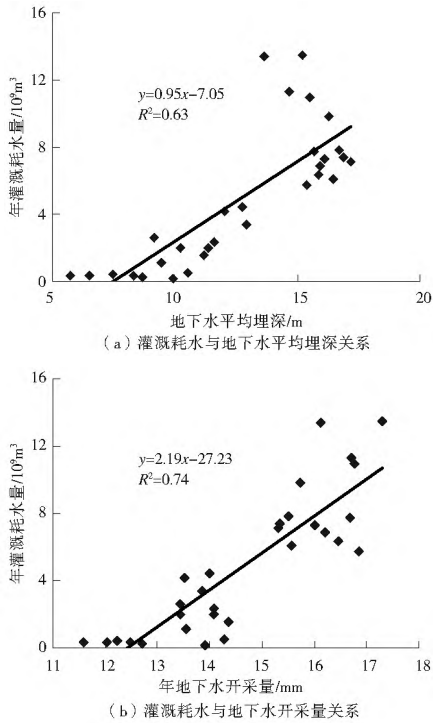 16
12
8
4
0
年灌溉耗水量/10⁹m³
y=0.95x−7.05
R²=0.63
5 10 15 20
地下水平均埋深/m
(a) 灌溉耗水与地下水平均埋深关系
16
12
8
4
0
年灌溉耗水量/10⁹m³
y=2.19x−27.23
R²=0.74
11 12 13 14 15 16 17 18
年地下水开采量/mm
(b) 灌溉耗水与地下水开采量关系